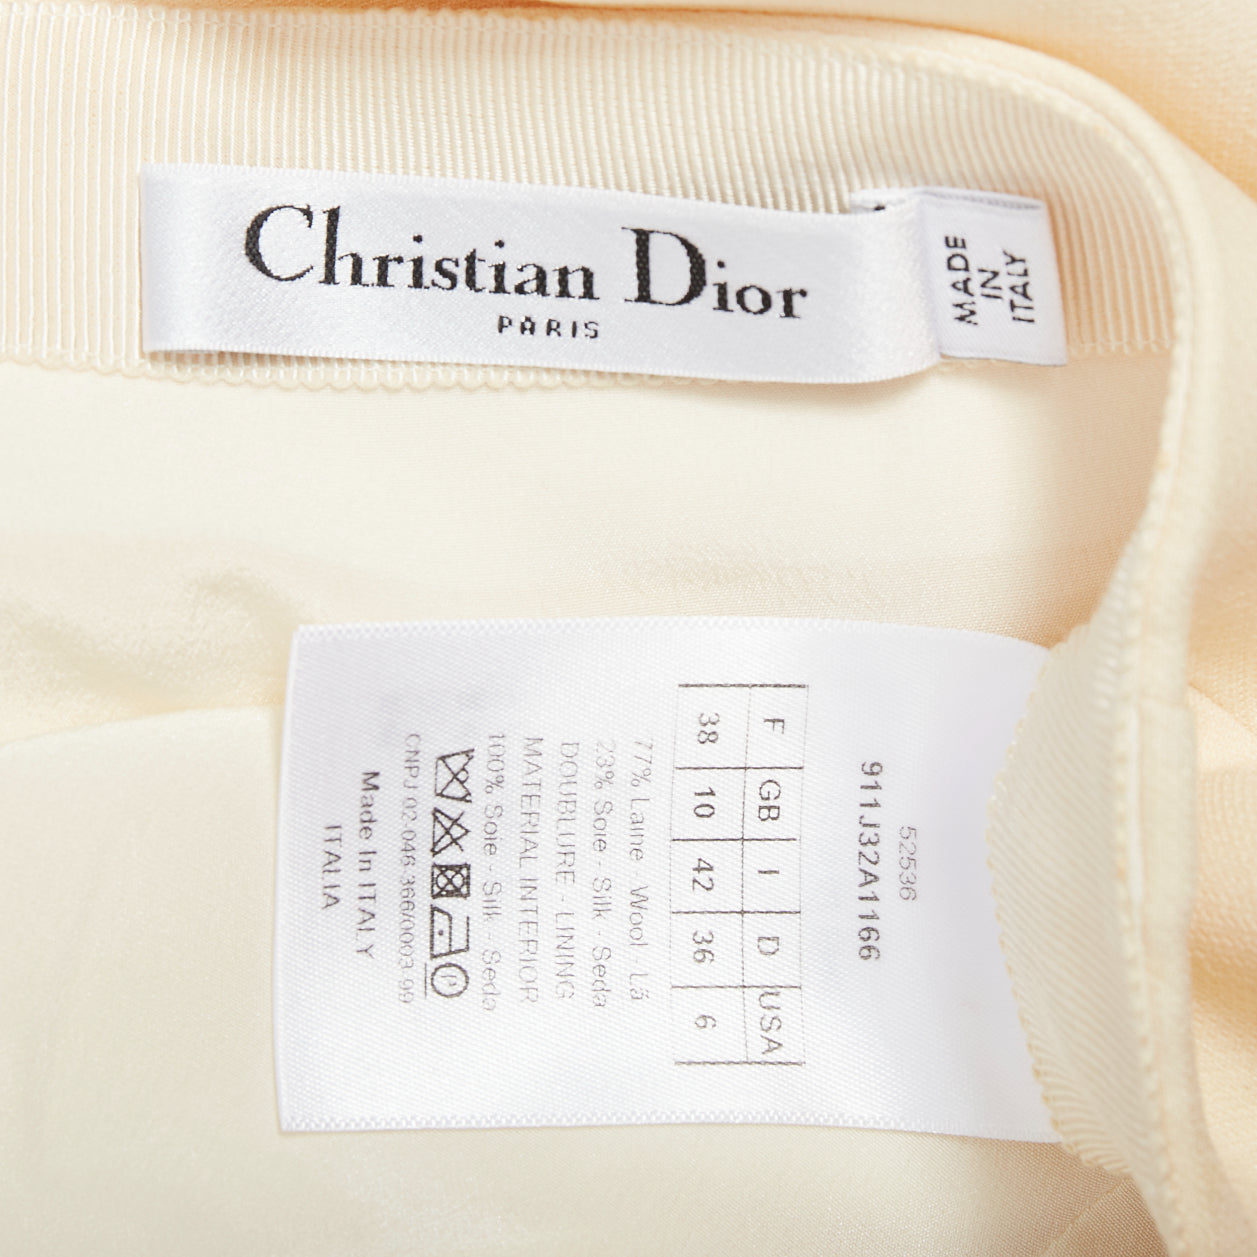 Christian Dior
PARIS
MADE
IN
ITALY
52536
911J32A1166
F GB I D USA
38 10 42 36 6
77% Laine - Wool - Lã
23% Soie - Silk - Seda
DOUBLURE - LINING
MATERIAL INTERIOR
100% Soie - Silk - Seda
P
CNPJ 02.046.366/0003-99
Made In ITALY
ITALIA